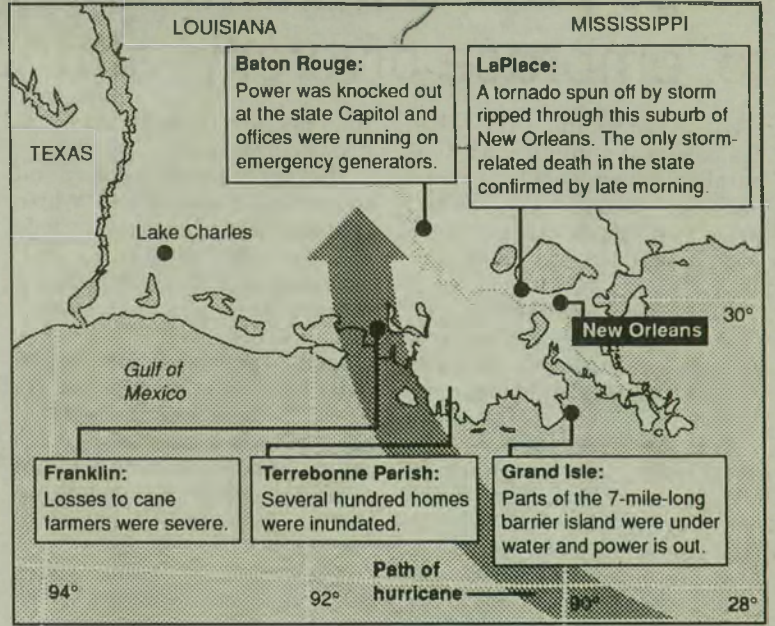 LOUISIANA
MISSISSIPPI
Baton Rouge:
Power was knocked out
at the state Capitol and
offices were running on
emergency generators.
LaPlace:
A tornado spun off by storm
ripped through this suburb of
New Orleans. The only storm-
related death in the state
confirmed by late morning.
TEXAS
Lake Charles
30°
New Orleans
Gulf of
Mexico
Franklin:
Losses to cane
farmers were severe.
Terrebonne Parish:
Several hundred homes
were inundated.
Grand Isle:
Parts of the 7-mile-long
barrier island were under
water and power is out.
Path of
hurricane
94°
92°
90°
28°